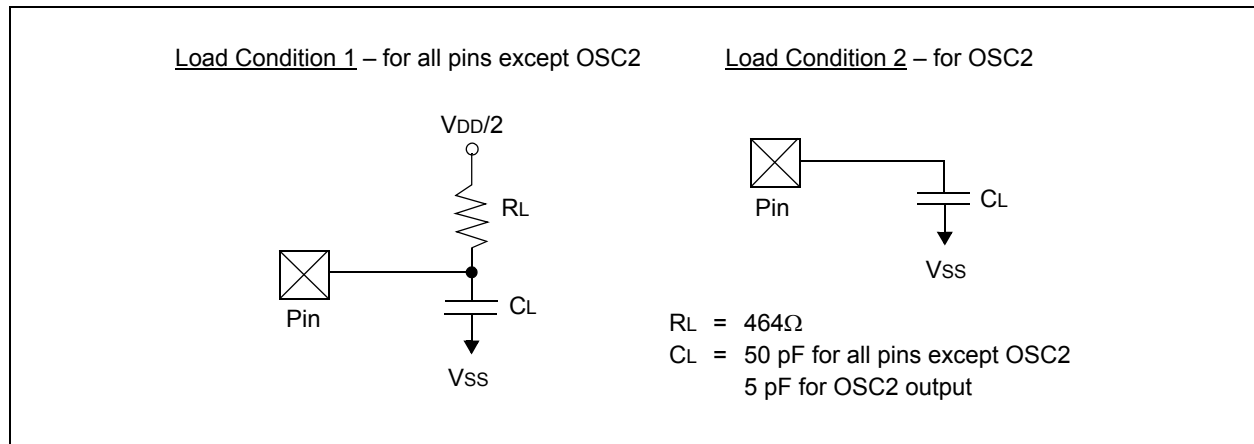 Load Condition 1 – for all pins except OSC2
VDD/2
RL
Pin
CL
VSS
Load Condition 2 – for OSC2
Pin
CL
VSS
RL = 464Ω
CL = 50 pF for all pins except OSC2
5 pF for OSC2 output